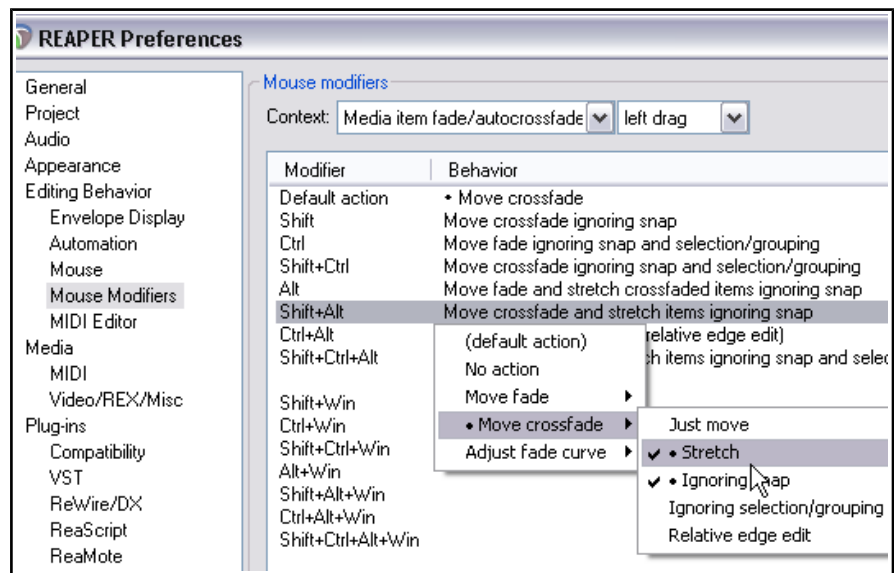 REAPER Preferences
General
Project
Audio
Appearance
Editing Behavior
Envelope Display
Automation
Mouse
Mouse Modifiers
MIDI Editor
Media
MIDI
Video/REX/Misc
Plug-ins
Compatibility
VST
ReWire/DX
ReaScript
ReaMote
Mouse modifiers
Context: Media item fade/autocrossfade left drag
Modifier Behavior
Default action • Move crossfade
Shift Move crossfade ignoring snap
Ctrl Move fade ignoring snap and selection/grouping
Shift+Ctrl Move crossfade ignoring snap and selection/grouping
Alt Move fade and stretch crossfaded items ignoring snap
Shift+Alt Move crossfade and stretch items ignoring snap
Ctrl+Alt relative edge edit)
Shift+Ctrl+Alt items ignoring snap and
Shift+Win
Ctrl+Win
Shift+Ctrl+Win
Alt+Win
Shift+Alt+Win
Ctrl+Alt+Win
Shift+Ctrl+Alt+Win
(default action)
No action
Move fade
• Move crossfade
Adjust fade curve
Just move
✓ • Stretch
✓ • Ignoring
Ignoring selection/grouping
Relative edge edit